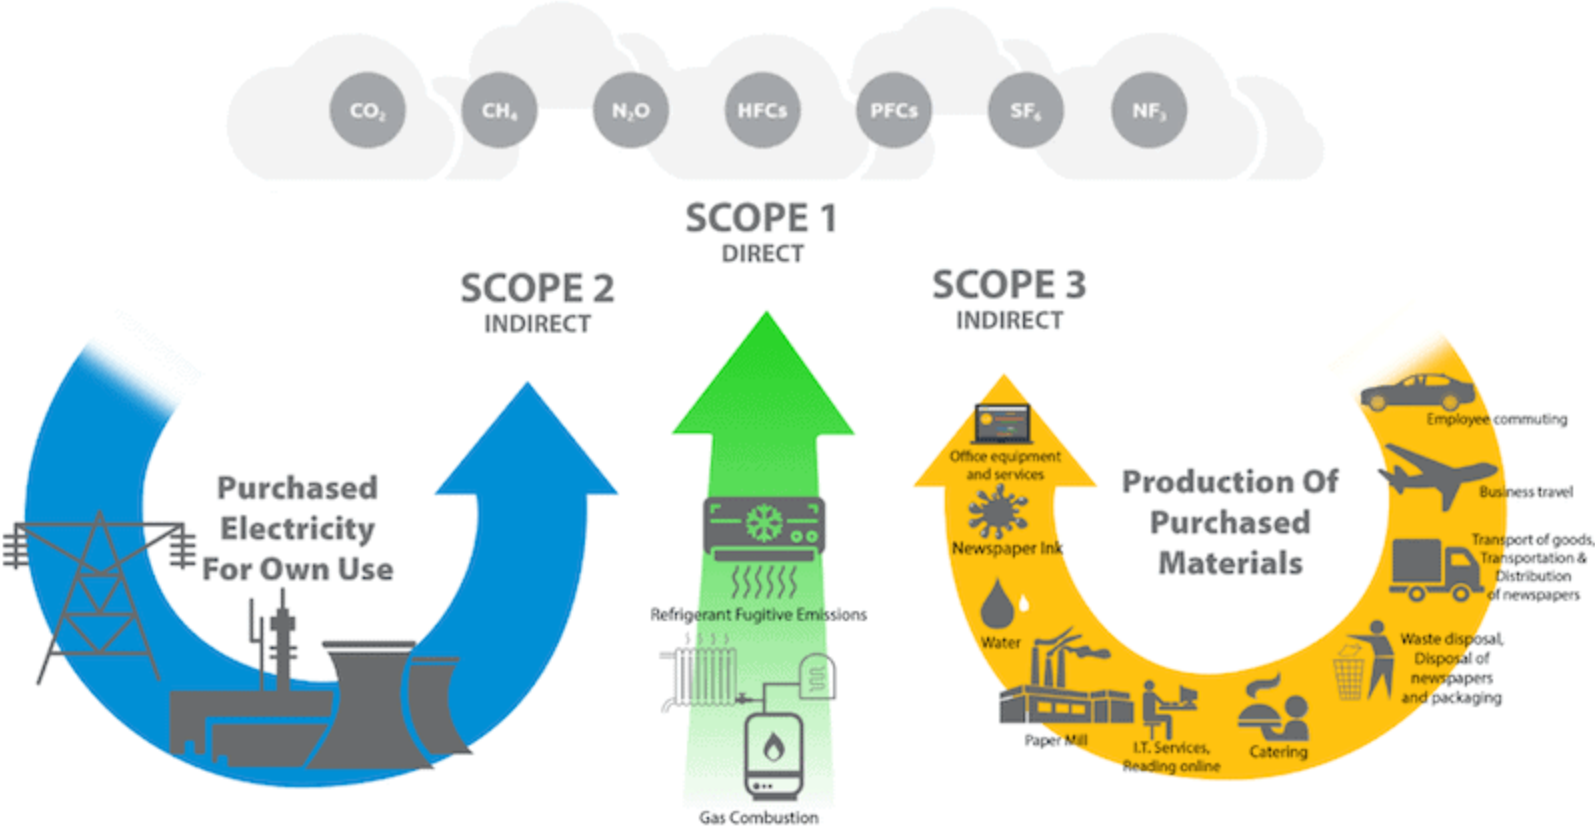 CO₂ CH₄ N₂O HFCs PFCs SF₆ NF₃
SCOPE 1
DIRECT
SCOPE 2
INDIRECT
SCOPE 3
INDIRECT
Purchased
Electricity
For Own Use
Refrigerant Fugitive Emissions
Gas Combustion
Production Of
Purchased
Materials
Office equipment
and services
Newspaper Ink
Water
Paper Mill
I.T. Services,
Reading online
Catering
Waste disposal,
Disposal of
newspapers
and packaging
Transport of goods,
Transportation &
Distribution
of newspapers
Business travel
Employee commuting